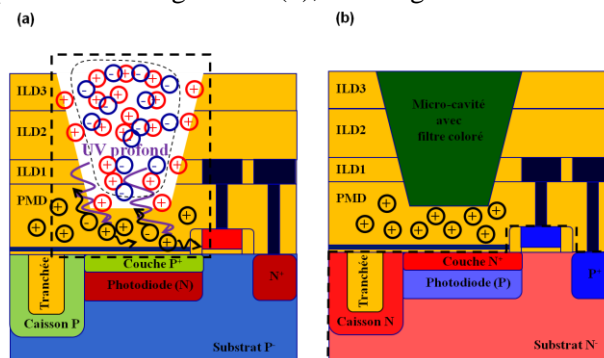 (a)
ILD3
ILD2
UV profond
ILD1
PMD
Tranchée
Couche P⁺
Photodiode (N)
N⁺
Caisson P
Substrat P⁻
(b)
ILD3
Micro-cavité
avec
filtre coloré
ILD2
ILD1
PMD
Tranchée
Couche N⁺
Photodiode (P)
P⁺
Caisson N
Substrat N⁻